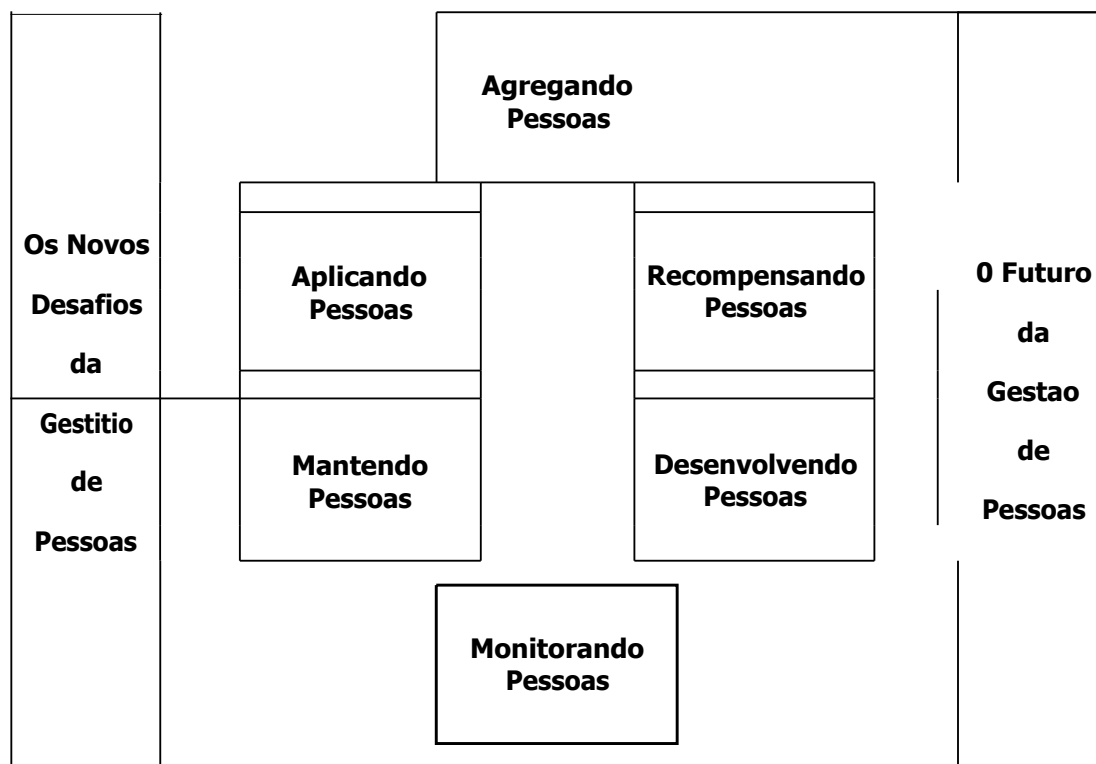 Agregando
Pessoas
Os Novos
Desafios
da
Gestitio
de
Pessoas
Aplicando
Pessoas
Recompensando
Pessoas
Mantendo
Pessoas
Desenvolvendo
Pessoas
Monitorando
Pessoas
0 Futuro
da
Gestao
de
Pessoas